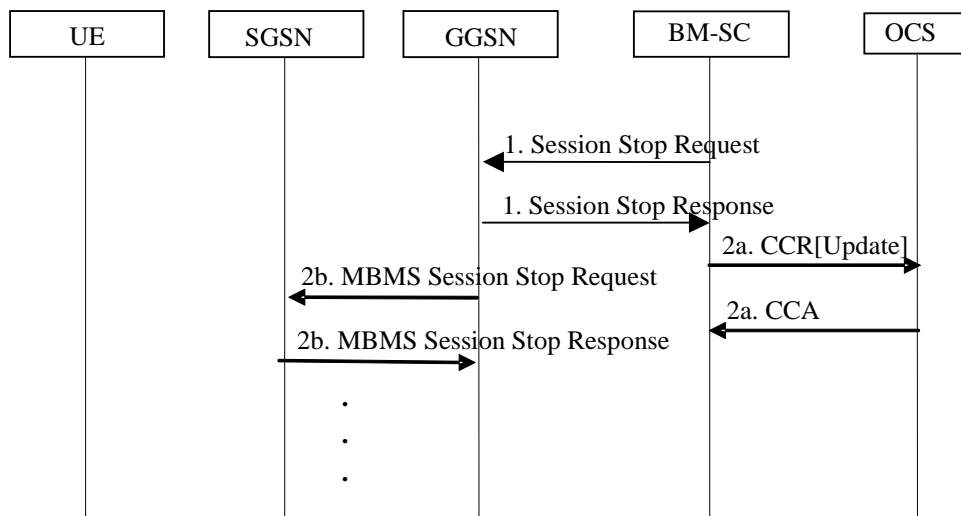 UE
SGSN
GGSN
BM-SC
OCS
1. Session Stop Request
1. Session Stop Response
2a. CCR[Update]
2b. MBMS Session Stop Request
2a. CCA
2b. MBMS Session Stop Response
.
.
.